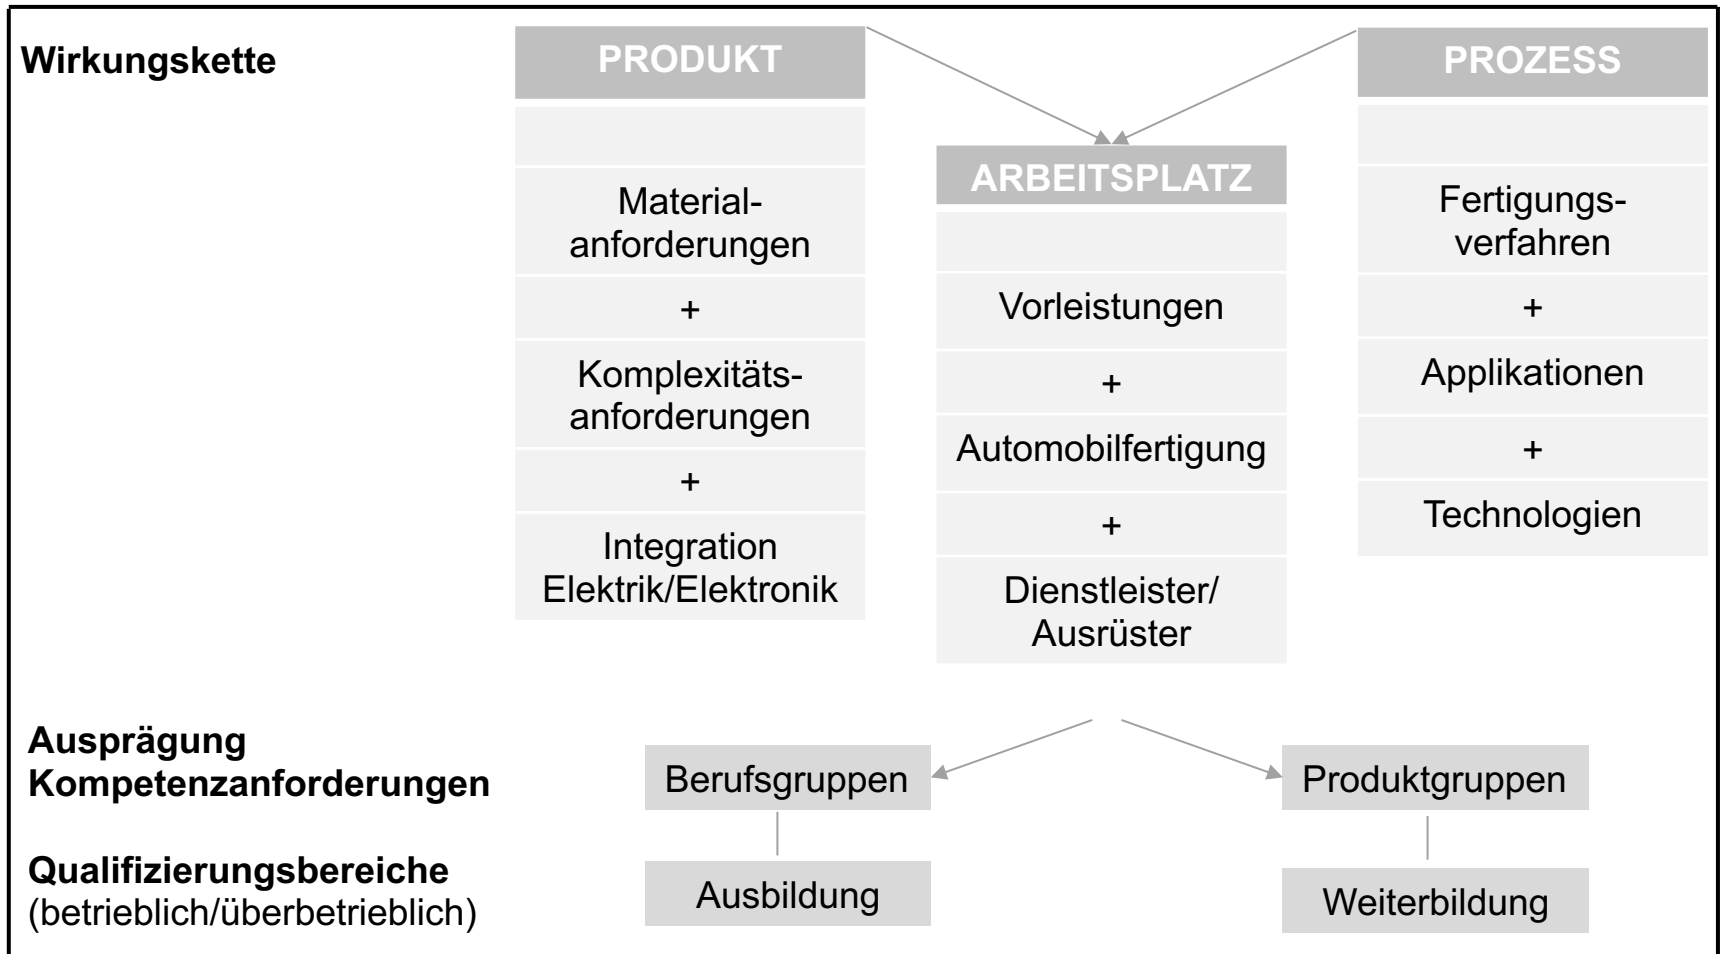 Wirkungskette
PRODUKT
Material-
anforderungen
+
Komplexitäts-
anforderungen
+
Integration
Elektrik/Elektronik
ARBEITSPLATZ
Vorleistungen
+
Automobilfertigung
+
Dienstleister/
Ausrüster
PROZESS
Fertigungs-
verfahren
+
Applikationen
+
Technologien
Ausprägung
Kompetenzanforderungen
Berufsgruppen
Produktgruppen
Qualifizierungsbereiche
(betrieblich/überbetrieblich)
Ausbildung
Weiterbildung